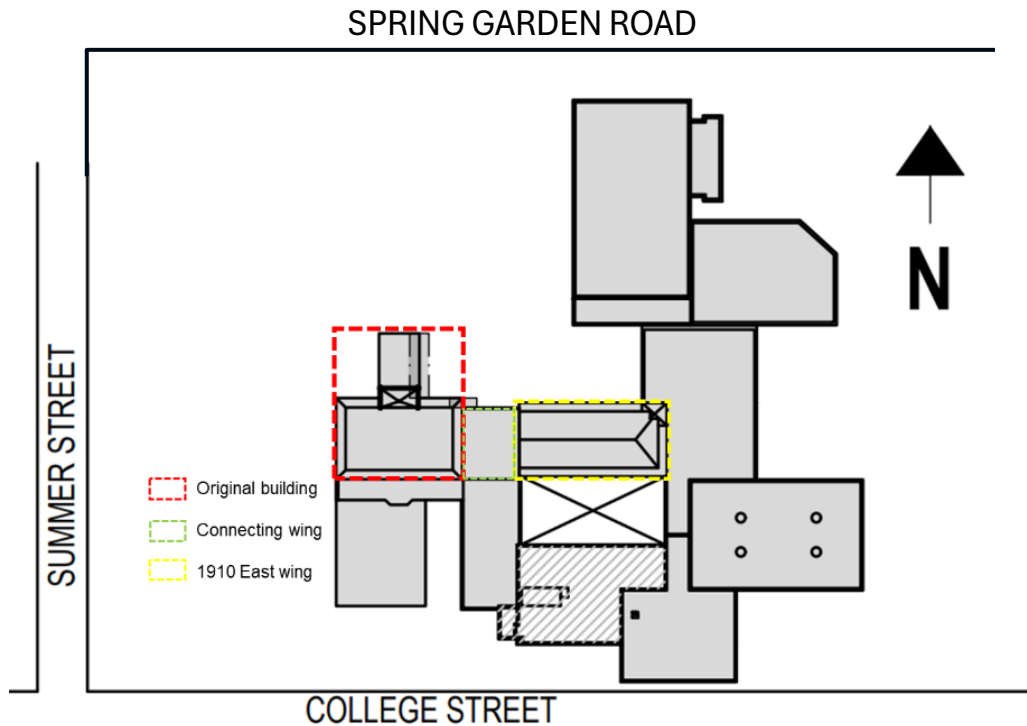 SPRING GARDEN ROAD
N
SUMMER STREET
Original building
Connecting wing
1910 East wing
COLLEGE STREET